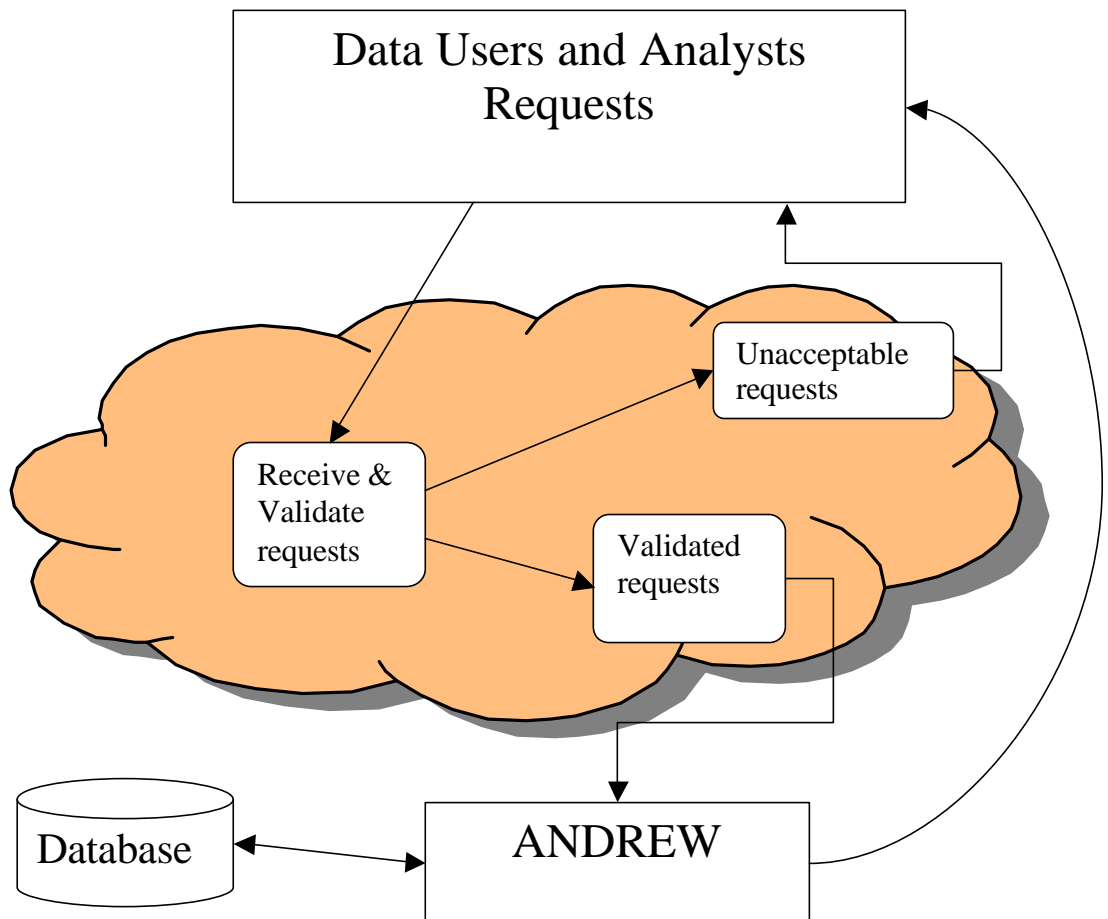 Data Users and Analysts
Requests
Unacceptable
requests
Receive &
Validate
requests
Validated
requests
Database
ANDREW